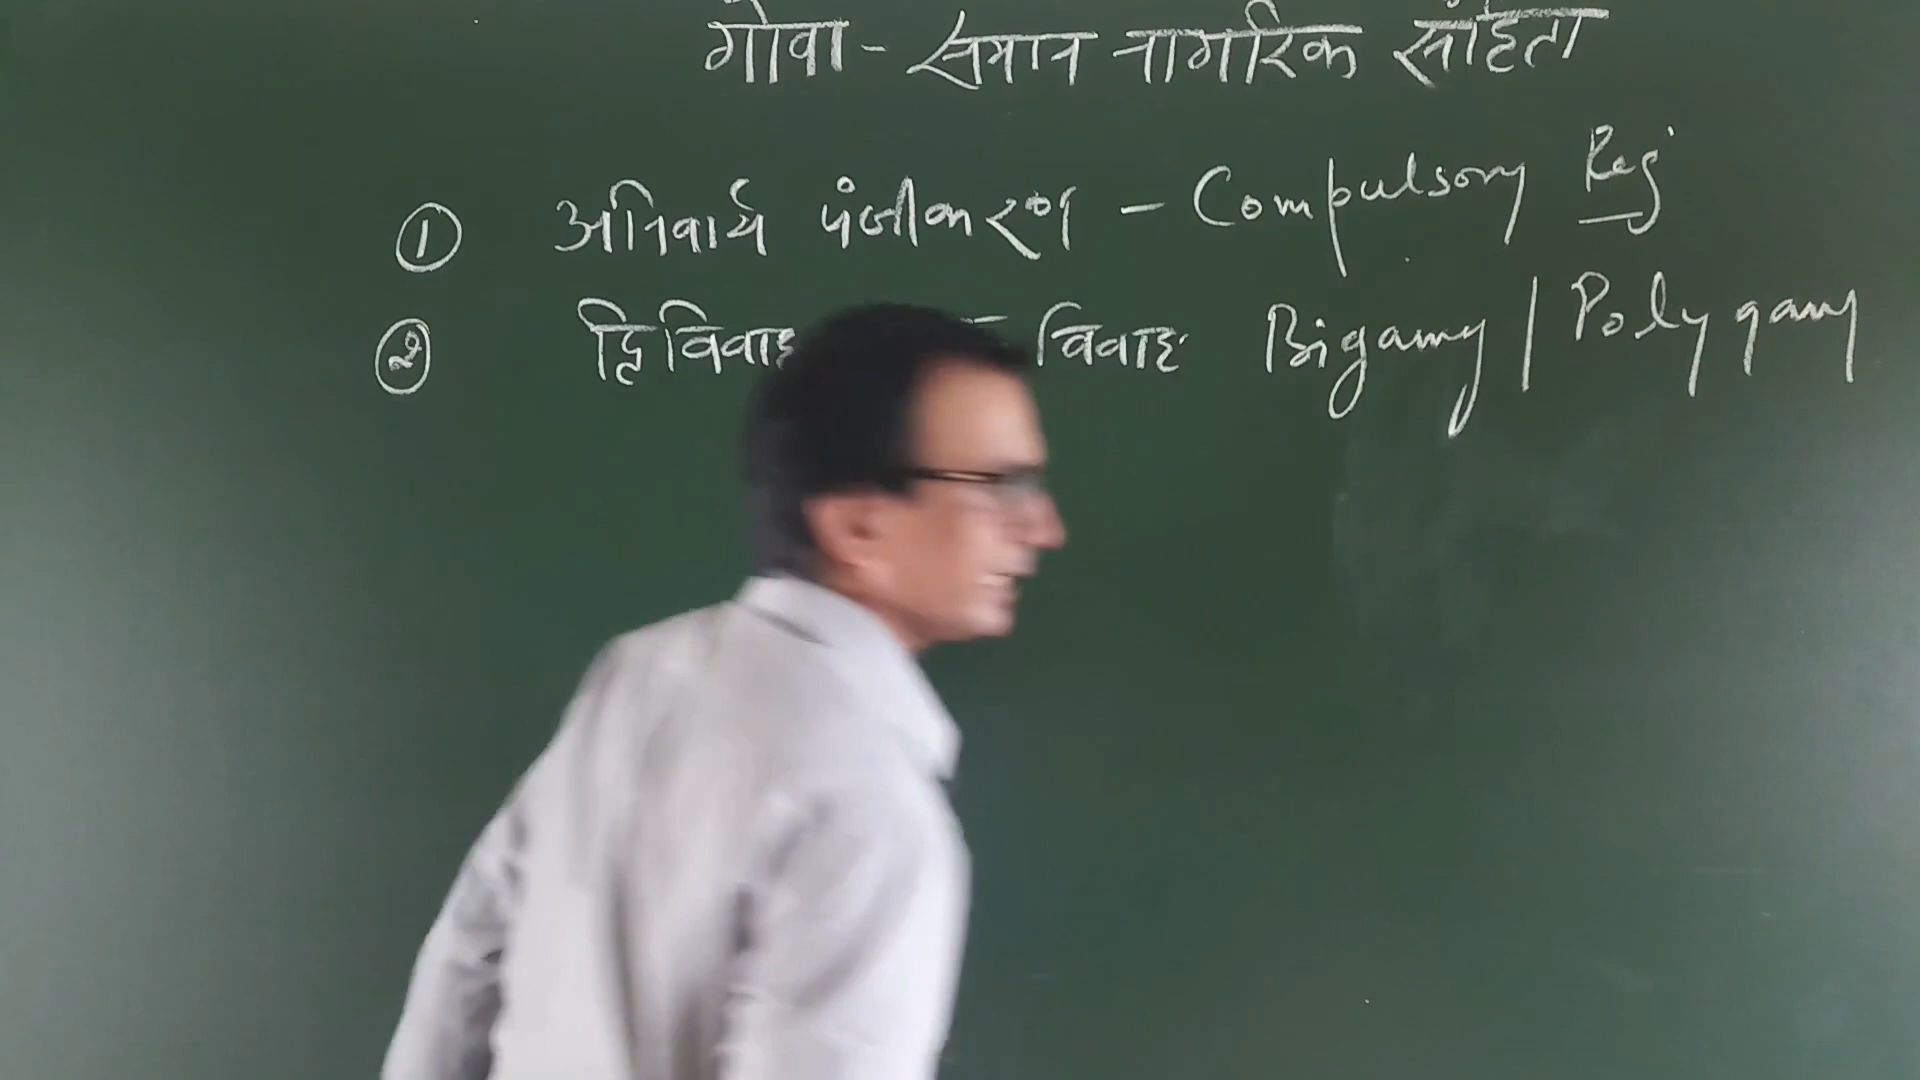 गोवा - समान नागरिक संहिता
① अनिवार्य पंजीकरण - Compulsory Reg
② द्विविवाह विवाह Bigamy / Polygamy